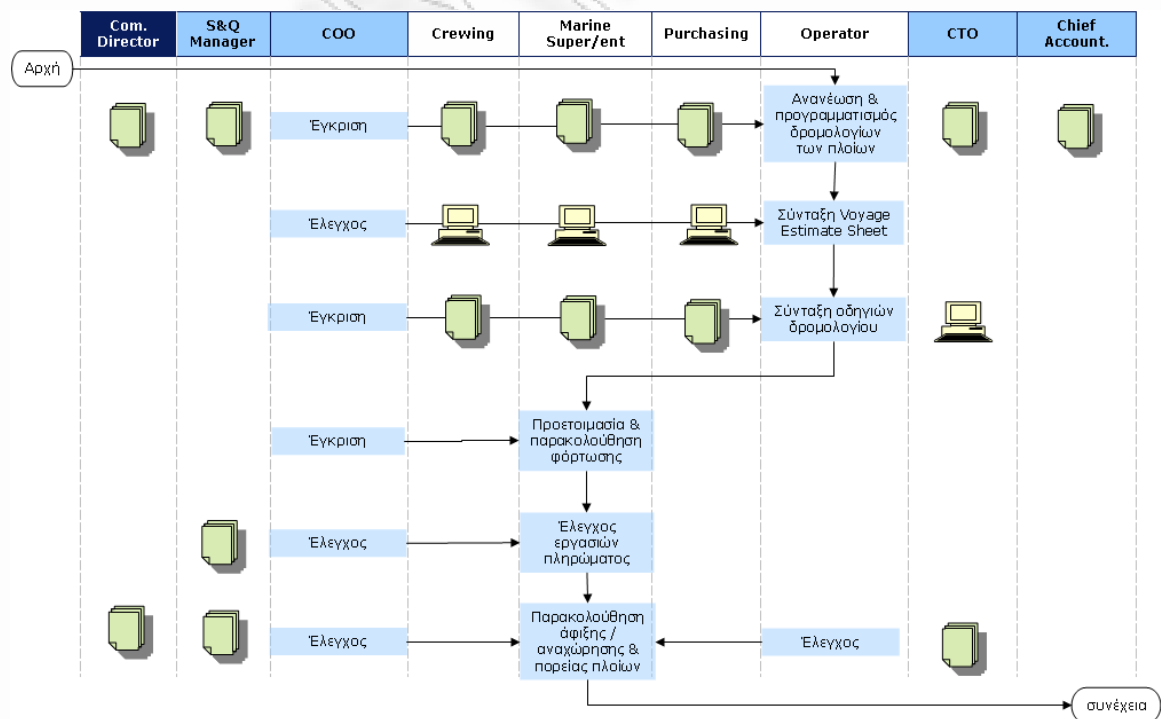 Com.
Director
S&Q
Manager
COO
Crewing
Marine
Super/ent
Purchasing
Operator
CTO
Chief
Account.
Αρχή
Έγκριση
Ανανέωση &
προγραμματισμός
δρομολογίων
των πλοίων
Έλεγχος
Σύνταξη Voyage
Estimate Sheet
Έγκριση
Σύνταξη οδηγιών
δρομολογίου
Έγκριση
Προετοιμασία &
παρακολούθηση
φόρτωσης
Έλεγχος
Έλεγχος
εργασιών
πληρώματος
Έλεγχος
Παρακολούθηση
άφιξης /
αναχώρησης &
πορείας πλοίων
Έλεγχος
συνέχεια